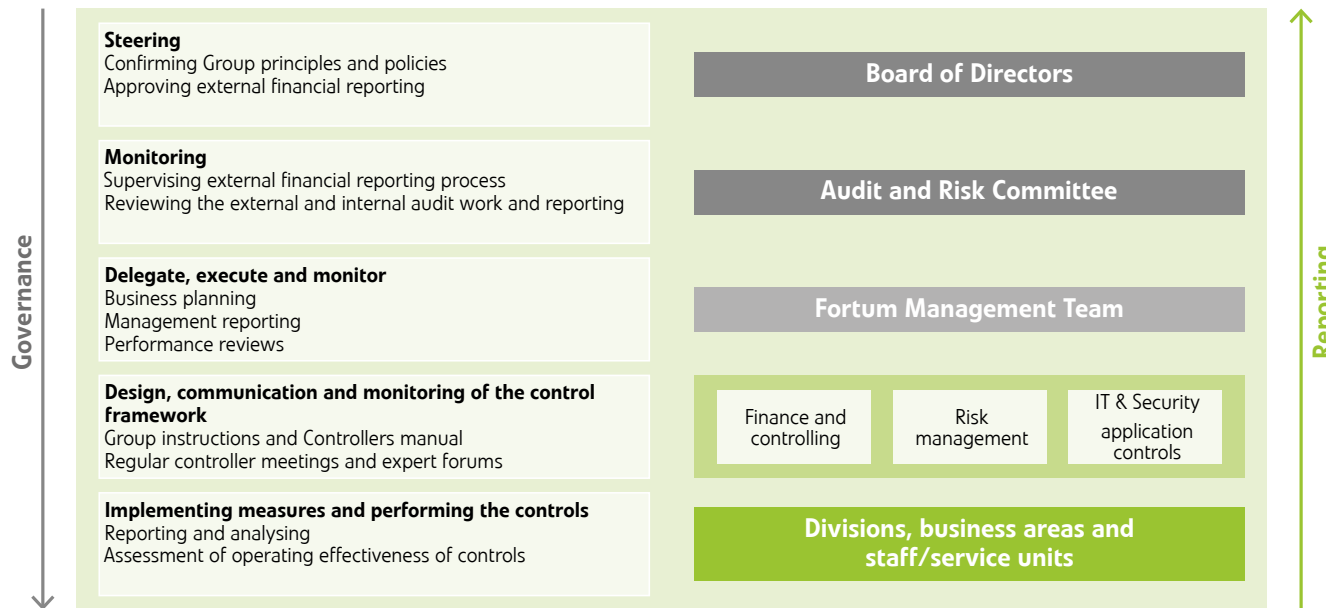 Governance
Steering
Confirming Group principles and policies
Approving external financial reporting
Board of Directors
Monitoring
Supervising external financial reporting process
Reviewing the external and internal audit work and reporting
Audit and Risk Committee
Delegate, execute and monitor
Business planning
Management reporting
Performance reviews
Fortum Management Team
Design, communication and monitoring of the control
framework
Group instructions and Controllers manual
Regular controller meetings and expert forums
Finance and
controlling
Risk
management
IT & Security
application
controls
Implementing measures and performing the controls
Reporting and analysing
Assessment of operating effectiveness of controls
Divisions, business areas and
staff/service units
Reporting